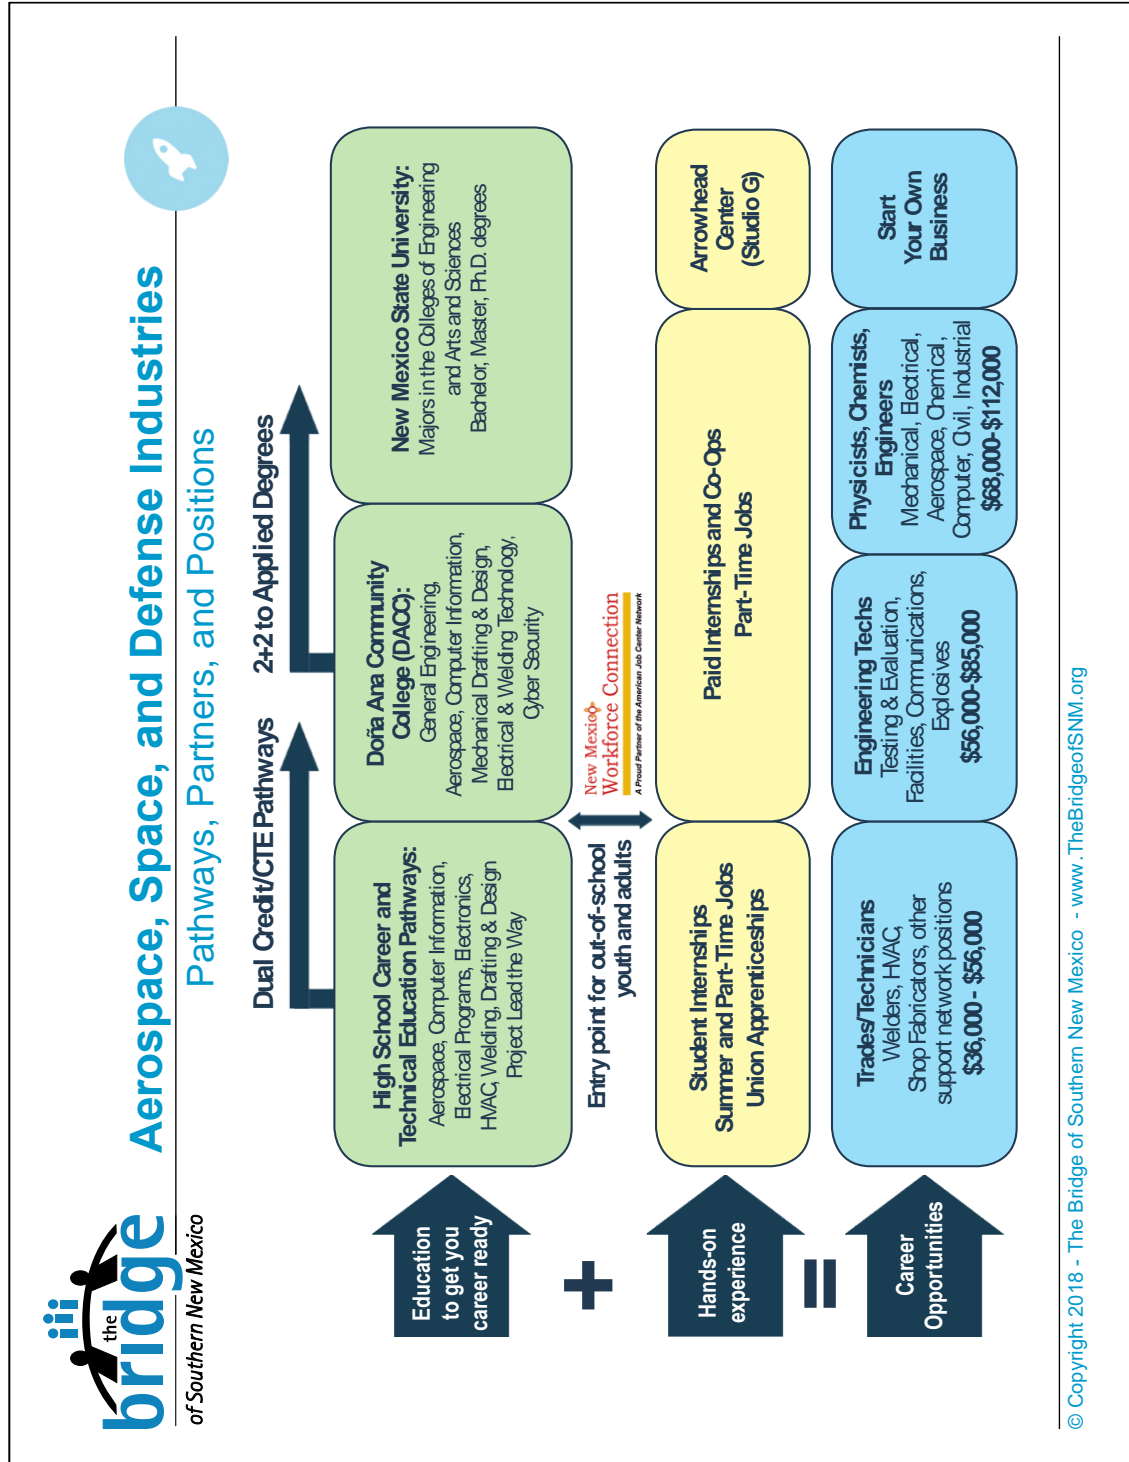 the
bridge
of Southern New Mexico
Aerospace, Space, and Defense Industries
Pathways, Partners, and Positions
Dual Credit/CTE Pathways
2+2 to Applied Degrees
Education
to get you
career ready
High School Career and
Technical Education Pathways:
Aerospace, Computer Information,
Electrical Programs, Electronics,
HVAC, Welding, Drafting & Design
Project Lead the Way
Doña Ana Community
College (DACC):
General Engineering,
Aerospace, Computer Information,
Mechanical Drafting & Design,
Electrical & Welding Technology,
Cyber Security
New Mexico State University:
Majors in the Colleges of Engineering
and Arts and Sciences
Bachelor, Master, Ph.D. degrees
+
Entry point for out-of-school
youth and adults
New Mexico
Workforce Connection
A Proud Partner of the American Job Center Network
Hands-on
experience
Student Internships
Summer and Part-Time Jobs
Union Apprenticeships
Paid Internships and Co-Ops
Part-Time Jobs
Arrowhead
Center
(Studio G)
=
Career
Opportunities
Trades/Technicians
Welders, HVAC,
Shop Fabricators, other
support network positions
$36,000 - $56,000
Engineering Techs
Testing & Evaluation,
Facilities, Communications,
Explosives
$56,000-$85,000
Physicists, Chemists,
Engineers
Mechanical, Electrical,
Aerospace, Chemical,
Computer, Civil, Industrial
$68,000-$112,000
Start
Your Own
Business
© Copyright 2018 - The Bridge of Southern New Mexico - www.TheBridgeofSNM.org